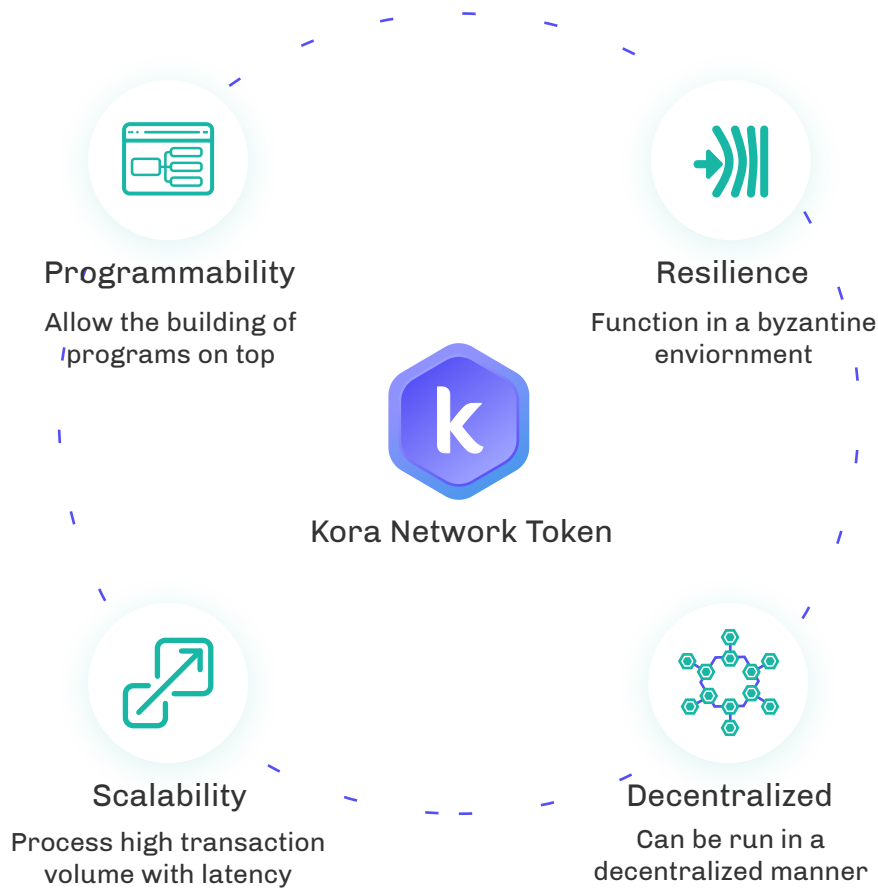 Programmability
Allow the building of
programs on top
Resilience
Function in a byzantine
enviornment
k
Kora Network Token
Scalability
Process high transaction
volume with latency
Decentralized
Can be run in a
decentralized manner